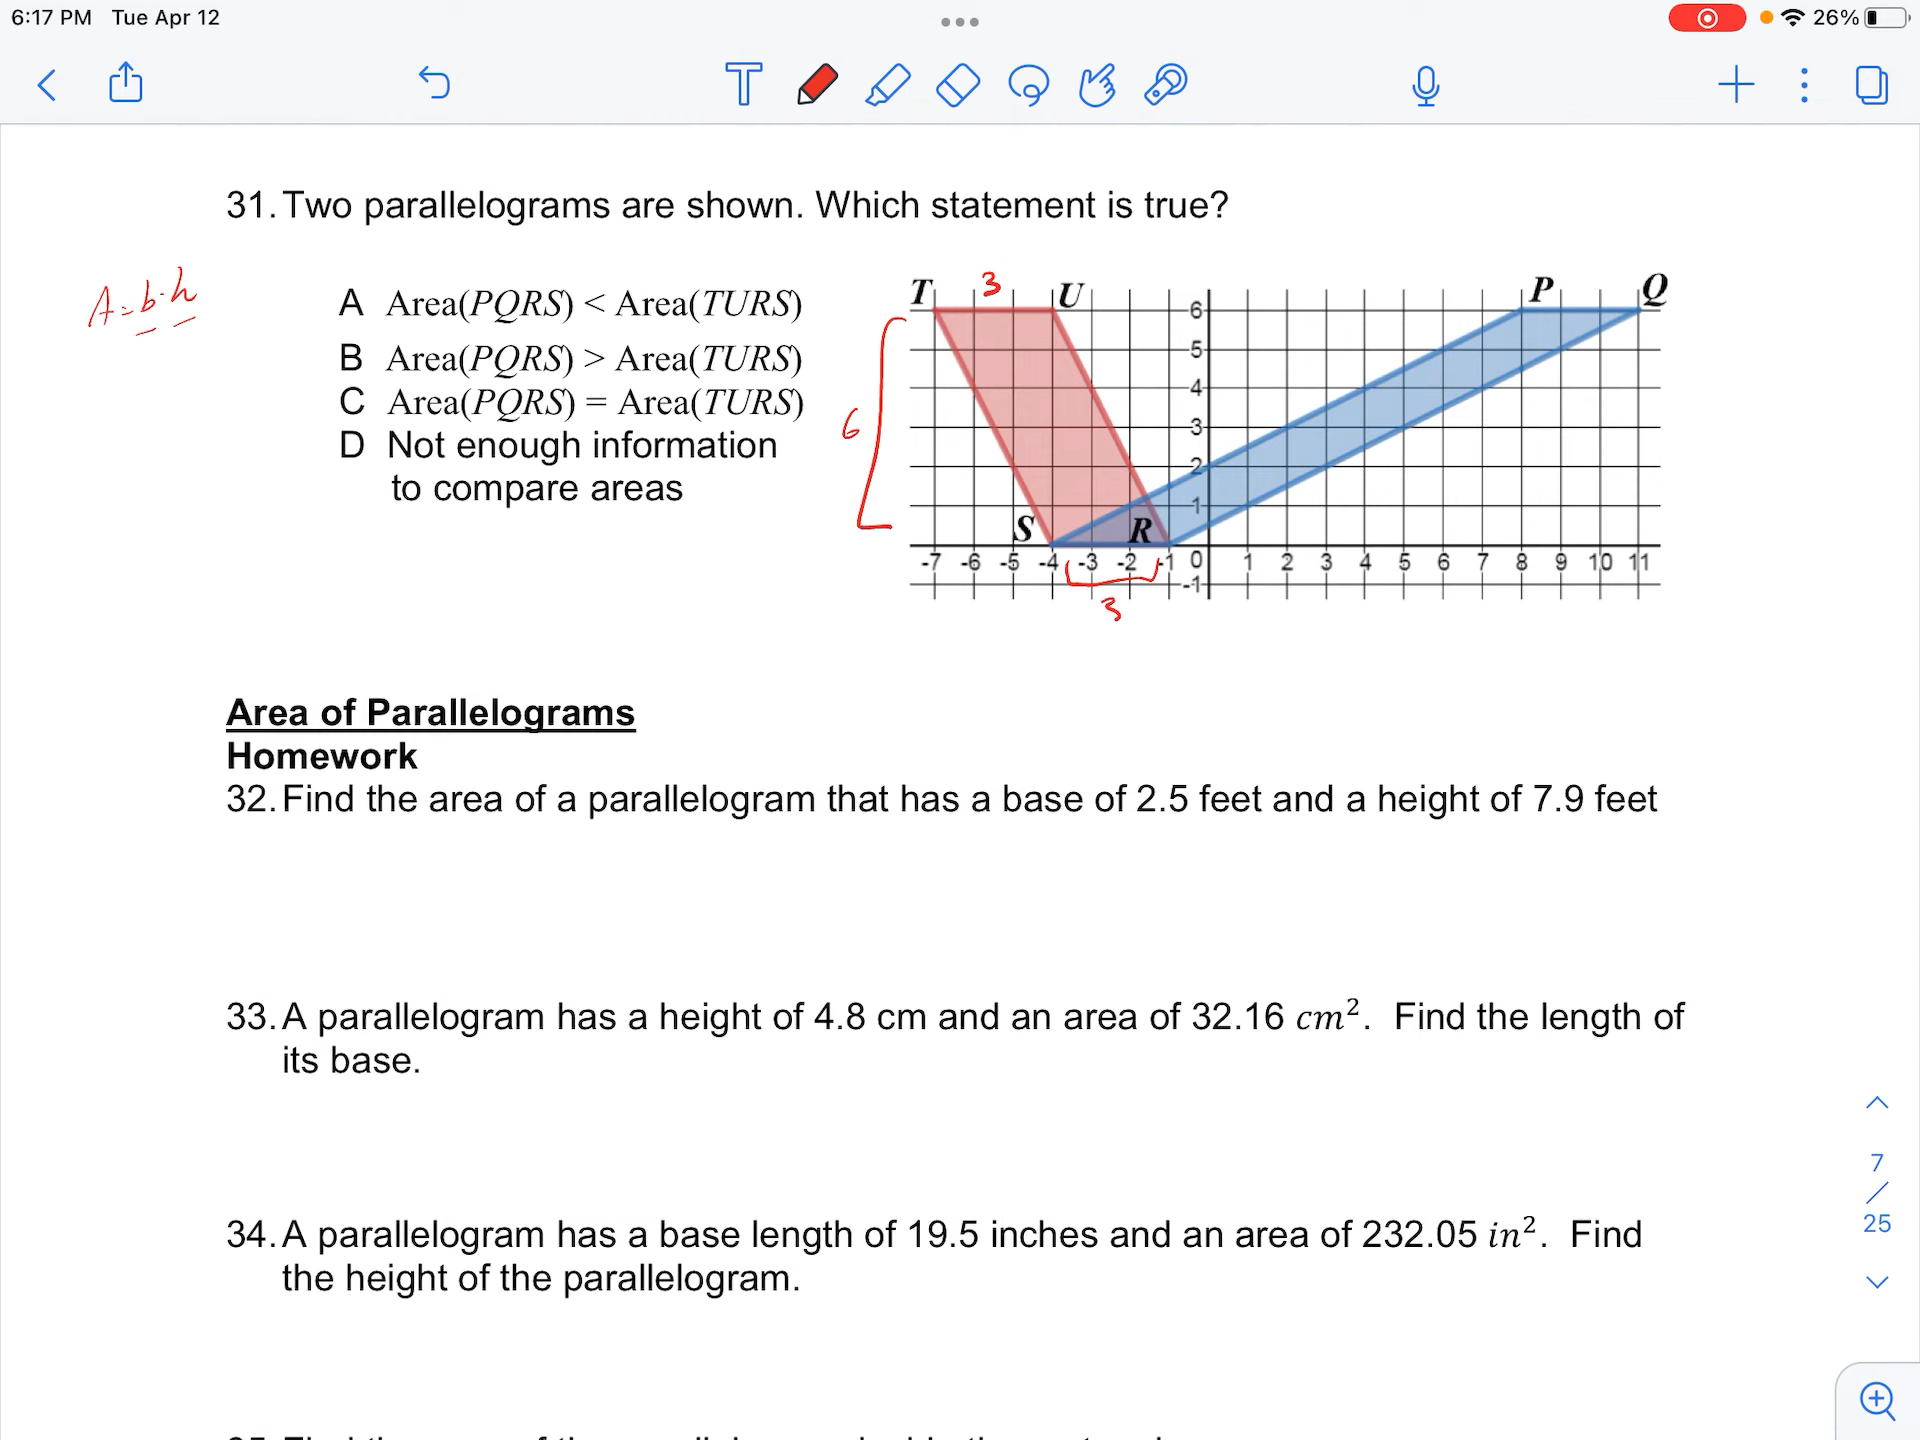 6:17 PM Tue Apr 12
26%
T
31. Two parallelograms are shown. Which statement is true?
A=b·h
A Area(PQRS) < Area(TURS)
B Area(PQRS) > Area(TURS)
C Area(PQRS) = Area(TURS)
D Not enough information
to compare areas
T 3 U P Q
6
5
4
6
3
2
1
S R
-7 -6 -5 -4 -3 -2 -1 0 1 2 3 4 5 6 7 8 9 10 11
-1
3
Area of Parallelograms
Homework
32. Find the area of a parallelogram that has a base of 2.5 feet and a height of 7.9 feet
33. A parallelogram has a height of 4.8 cm and an area of 32.16 cm². Find the length of
its base.
7
/
25
34. A parallelogram has a base length of 19.5 inches and an area of 232.05 in². Find
the height of the parallelogram.